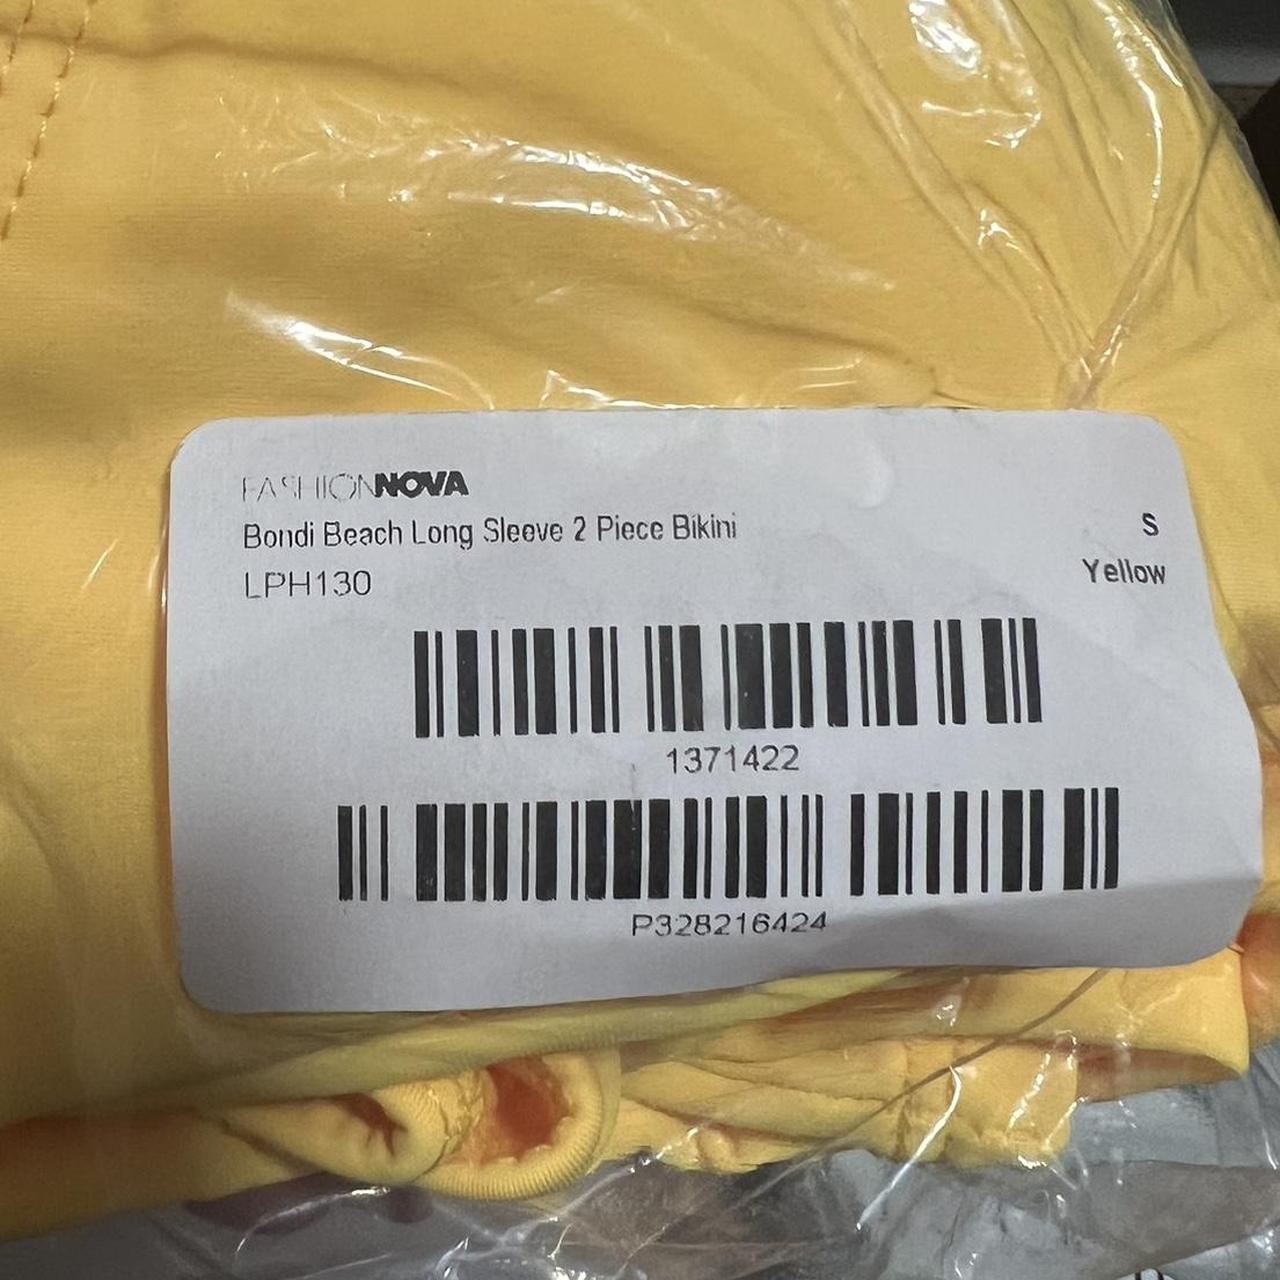 FASHIONNOVA
Bondi Beach Long Sleeve 2 Piece Bikini
S
LPH130
Yellow
1371422
P328216424